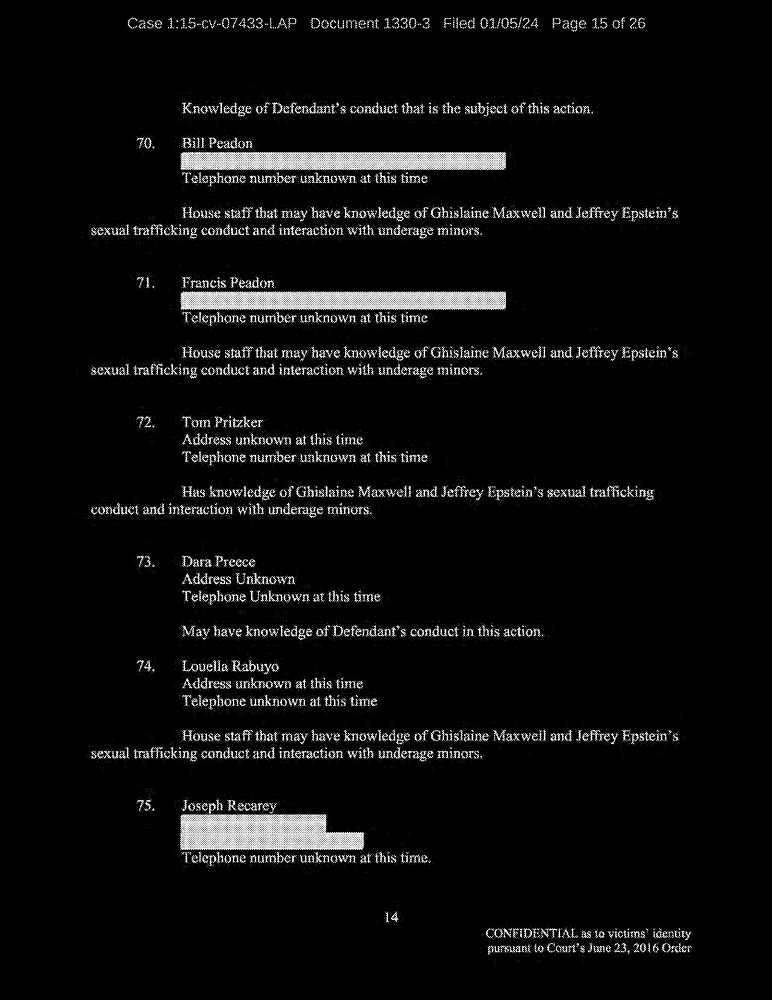 Case 1:15-cv-07433-LAP Document 1330-3 Filed 01/05/24 Page 15 of 26
Knowledge of Defendant's conduct that is the subject of this action.
70. Bill Peadon
Telephone number unknown at this time
House staff that may have knowledge of Ghislaine Maxwell and Jeffrey Epstein's
sexual trafficking conduct and interaction with underage minors.
71. Francis Peadon
Telephone number unknown at this time
House staff that may have knowledge of Ghislaine Maxwell and Jeffrey Epstein's
sexual trafficking conduct and interaction with underage minors.
72. Tom Pritzker
Address unknown at this time
Telephone number unknown at this time
Has knowledge of Ghislaine Maxwell and Jeffrey Epstein's sexual trafficking
conduct and interaction with underage minors.
73. Dara Preece
Address Unknown
Telephone Unknown at this time
May have knowledge of Defendant's conduct in this action.
74. Louella Rabuyo
Address unknown at this time
Telephone unknown at this time
House staff that may have knowledge of Ghislaine Maxwell and Jeffrey Epstein's
sexual trafficking conduct and interaction with underage minors.
75. Joseph Recarey
Telephone number unknown at this time.
14
CONFIDENTIAL as to victims' identity
pursuant to Court's June 23, 2016 Order